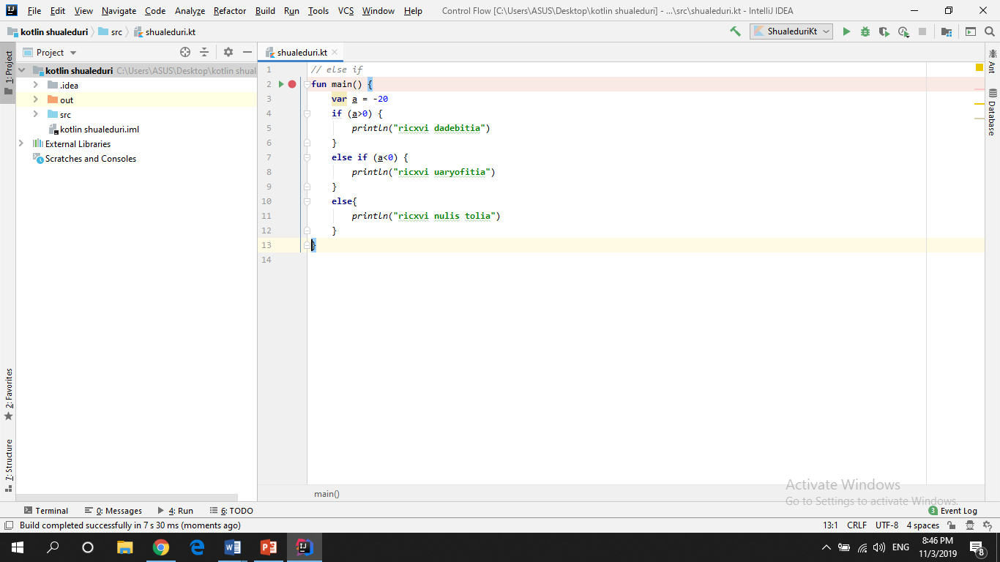 File Edit View Navigate Code Analyze Refactor Build Run Tools VCS Window Help Control Flow [C:\Users\ASUS\Desktop\kotlin shualeduri] - ...\src\shualeduri.kt - IntelliJ IDEA
kotlin shualeduri src shualeduri.kt ShualeduriKt
Project shualeduri.kt
1: Project
kotlin shualeduri C:\Users\ASUS\Desktop\kotlin shual
.idea
out
src
kotlin shualeduri.iml
External Libraries
Scratches and Consoles
2: Favorites
7: Structure
1 // else if
2 fun main() {
3 var a = -20
4 if (a>0) {
5 println("ricxvi dadebitia")
6 }
7 else if (a<0) {
8 println("ricxvi uaryofitia")
9 }
10 else{
11 println("ricxvi nulis tolia")
12 }
13 }
14
main()
Ant
Database
Activate Windows
Go to Settings to activate Windows.
Terminal 0: Messages 4: Run 6: TODO 3 Event Log
Build completed successfully in 7 s 30 ms (moments ago) 13:1 CRLF UTF-8 4 spaces
ENG 8:46 PM
11/3/2019 8